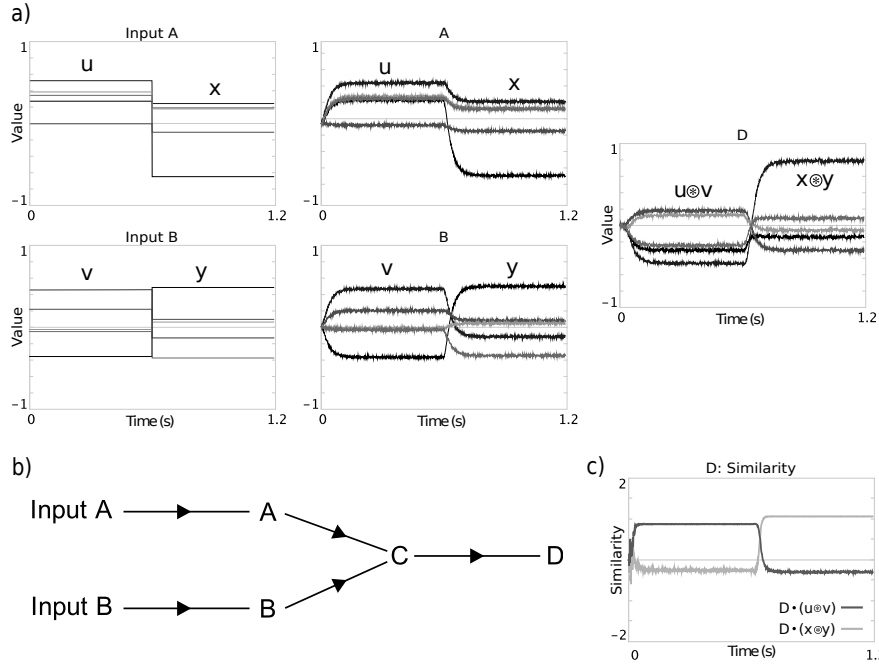 a)
Input A
u
x
1
Value
−1
0
1.2
A
u
x
1
−1
0
1.2
Input B
v
y
1
Value
−1
0
1.2
Time (s)
B
v
y
1
−1
0
1.2
Time (s)
D
u⊛v
x⊛y
1
Value
−1
0
1.2
Time (s)
b)
Input A
A
C
D
Input B
B
c)
D: Similarity
2
Similarity
−2
D•(u⊛v)
D•(x⊛y)
0
1.
Time (s)